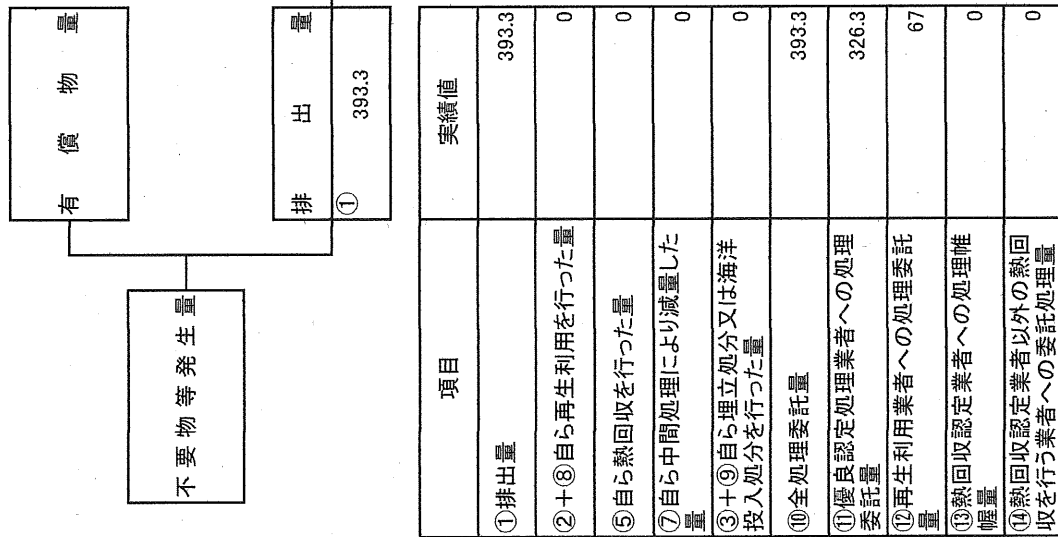 不要物等発生量
有償物量
排出量
①
393.3
項目 実績値
①排出量 393.3
②+⑧自ら再生利用を行った量 0
⑤自ら熱回収を行った量 0
⑦自ら中間処理により減量した
量 0
③+⑨自ら埋立処分又は海洋
投入処分を行った量 0
⑩全処理委託量 393.3
⑪優良認定処理業者への処理
委託量 326.3
⑫再生利用業者への処理委託
量 67
⑬熱回収認定業者への処理帷
幄量 0
⑭熱回収認定業者以外の熱回
収を行う業者への委託処理量 0